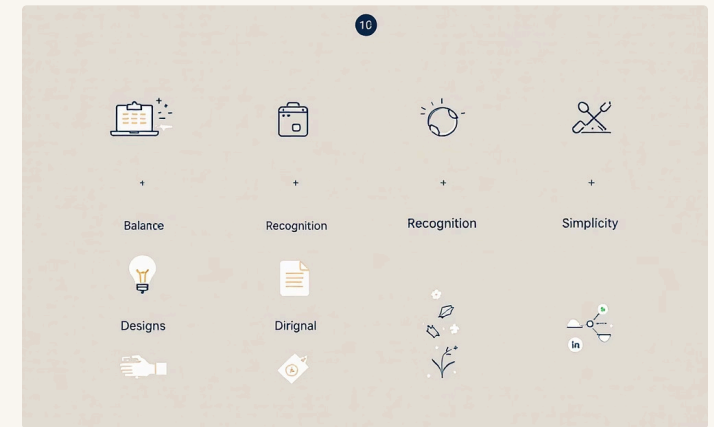 10
+ + + +
Balance Recognition Recognition Simplicity
Designs Dirignal
in